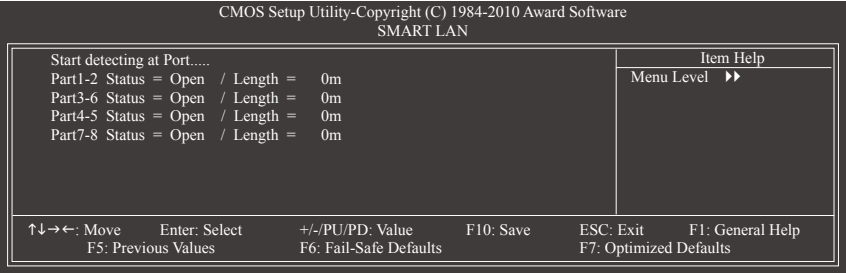 CMOS Setup Utility-Copyright (C) 1984-2010 Award Software
SMART LAN
Start detecting at Port.....
Part1-2 Status = Open / Length = 0m
Part3-6 Status = Open / Length = 0m
Part4-5 Status = Open / Length = 0m
Part7-8 Status = Open / Length = 0m
Item Help
Menu Level ▶▶
↑↓→←: Move Enter: Select +/-/PU/PD: Value F10: Save ESC: Exit F1: General Help
F5: Previous Values F6: Fail-Safe Defaults F7: Optimized Defaults